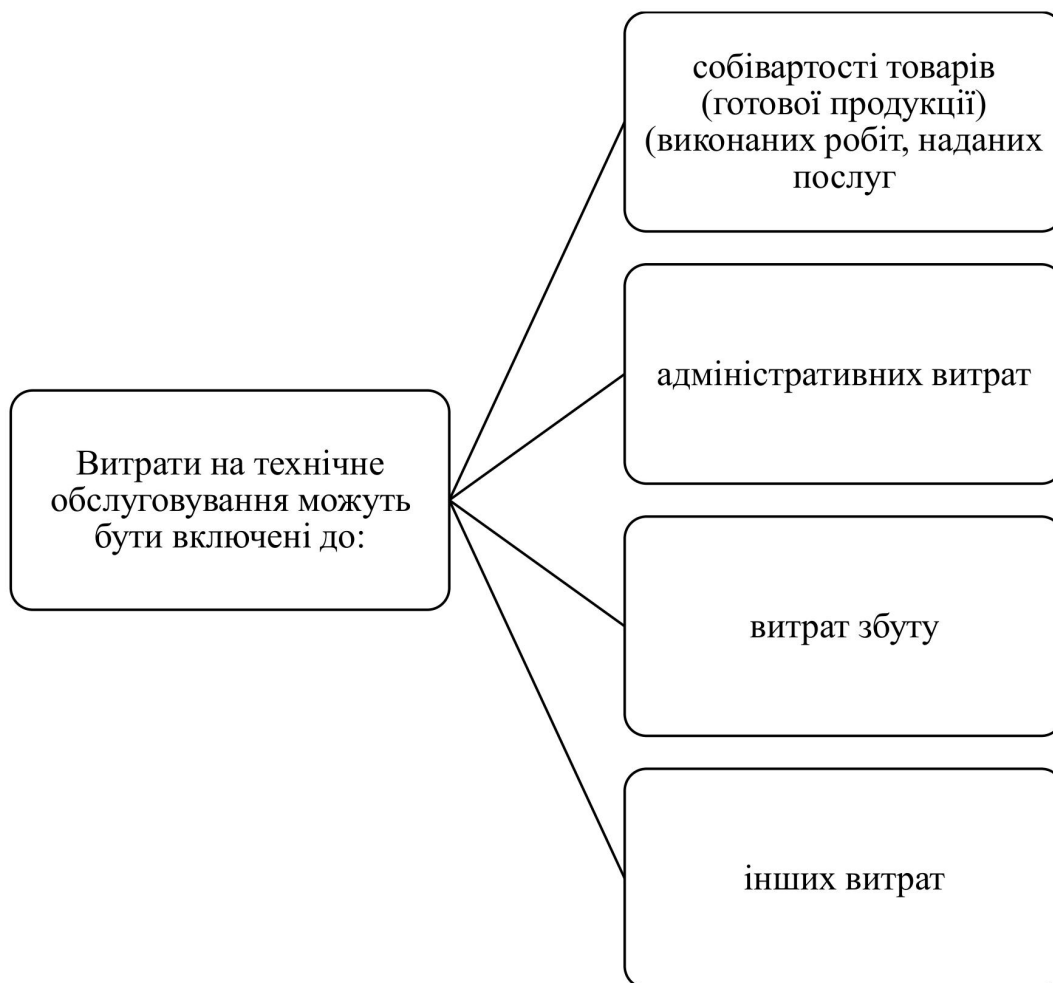 собівартості товарів
(готової продукції)
(виконаних робіт, наданих
послуг
адміністративних витрат
Витрати на технічне
обслуговування можуть
бути включені до:
витрат збуту
інших витрат